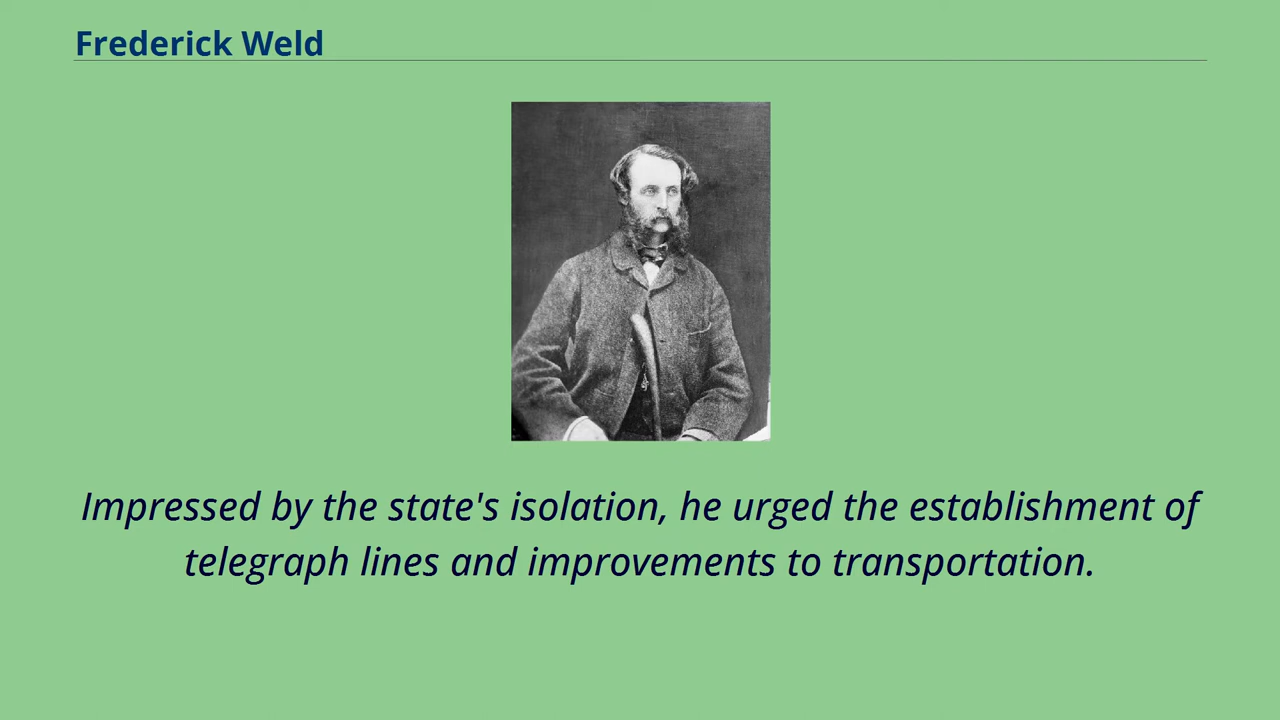 Frederick Weld
Impressed by the state's isolation, he urged the establishment of
telegraph lines and improvements to transportation.